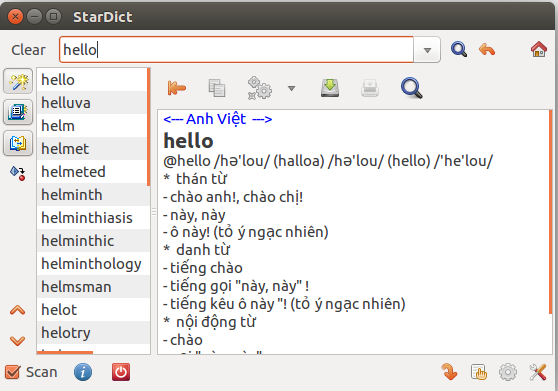 StarDict
Clear
hello
hello
helluva
helm
helmet
helmeted
helminth
helminthiasis
helminthic
helminthology
helmsman
helot
helotry
<--- Anh Việt --->
hello
@hello /hə'lou/ (halloa) /hə'lou/ (hello) /'he'lou/
* thán từ
- chào anh!, chào chị!
- này, này
- ô này! (tỏ ý ngạc nhiên)
* danh từ
- tiếng chào
- tiếng gọi "này, này" !
- tiếng kêu ô này "! (tỏ ý ngạc nhiên)
* nội động từ
- chào
Scan